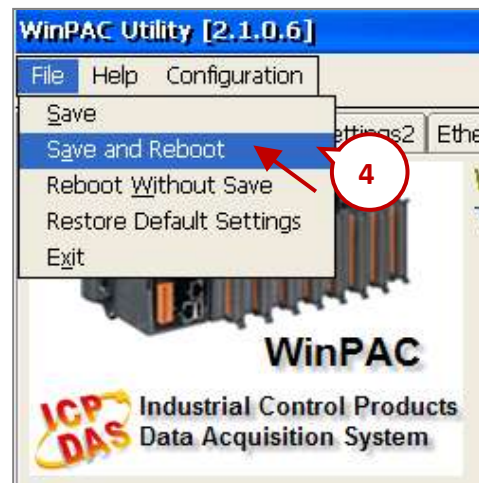 WinPAC Utility [2.1.0.6]
File Help Configuration
Save
Save and Reboot
Reboot Without Save
Restore Default Settings
Exit
4
WinPAC
ICP DAS
Industrial Control Products
Data Acquisition System